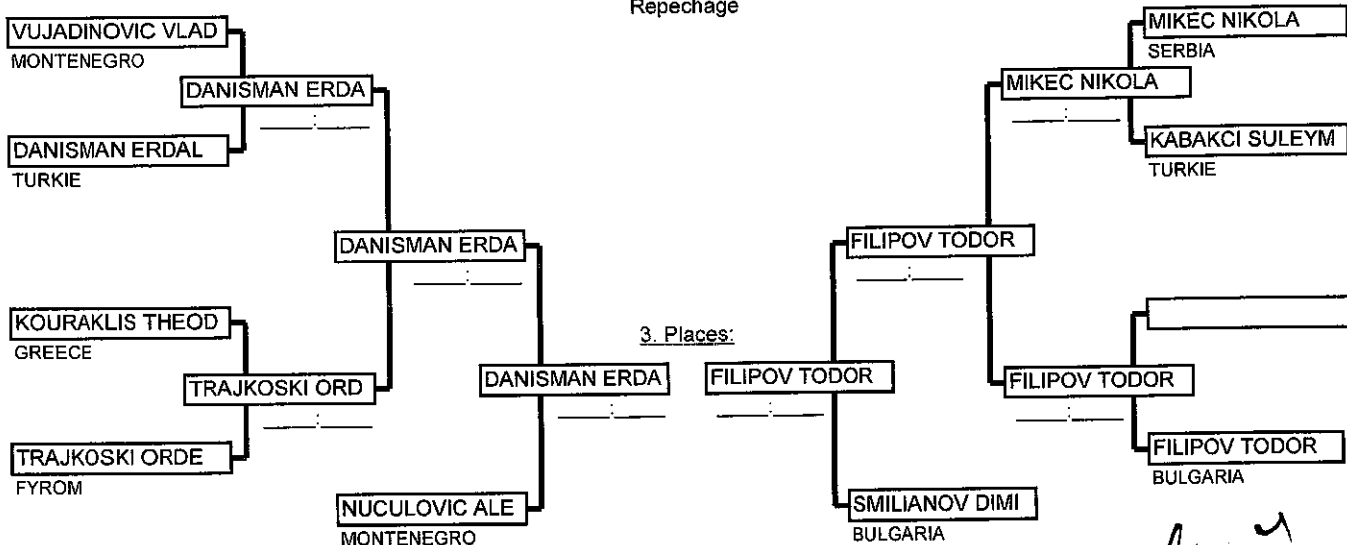 Repechage
VUJADINOVIC VLAD
MONTENEGRO
DANISMAN ERDA
DANISMAN ERDAL
TURKIE
DANISMAN ERDA
KOURAKLIS THEOD
GREECE
TRAJKOSKI ORD
TRAJKOSKI ORDE
FYROM
DANISMAN ERDA
NUCULOVIC ALE
MONTENEGRO
3. Places:
MIKEC NIKOLA
SERBIA
MIKEC NIKOLA
KABAKCI SULEYM
TURKIE
FILIPOV TODOR
FILIPOV TODOR
FILIPOV TODOR
FILIPOV TODOR
BULGARIA
SMILIANOV DIMI
BULGARIA